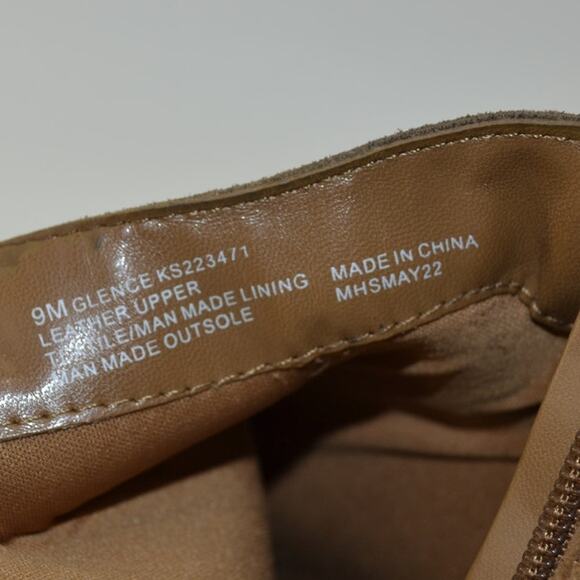 9M GLENCE KS223471
LEATHER UPPER
MAN MADE LINING
MAN MADE OUTSOLE
MADE IN CHINA
MHSMAY22